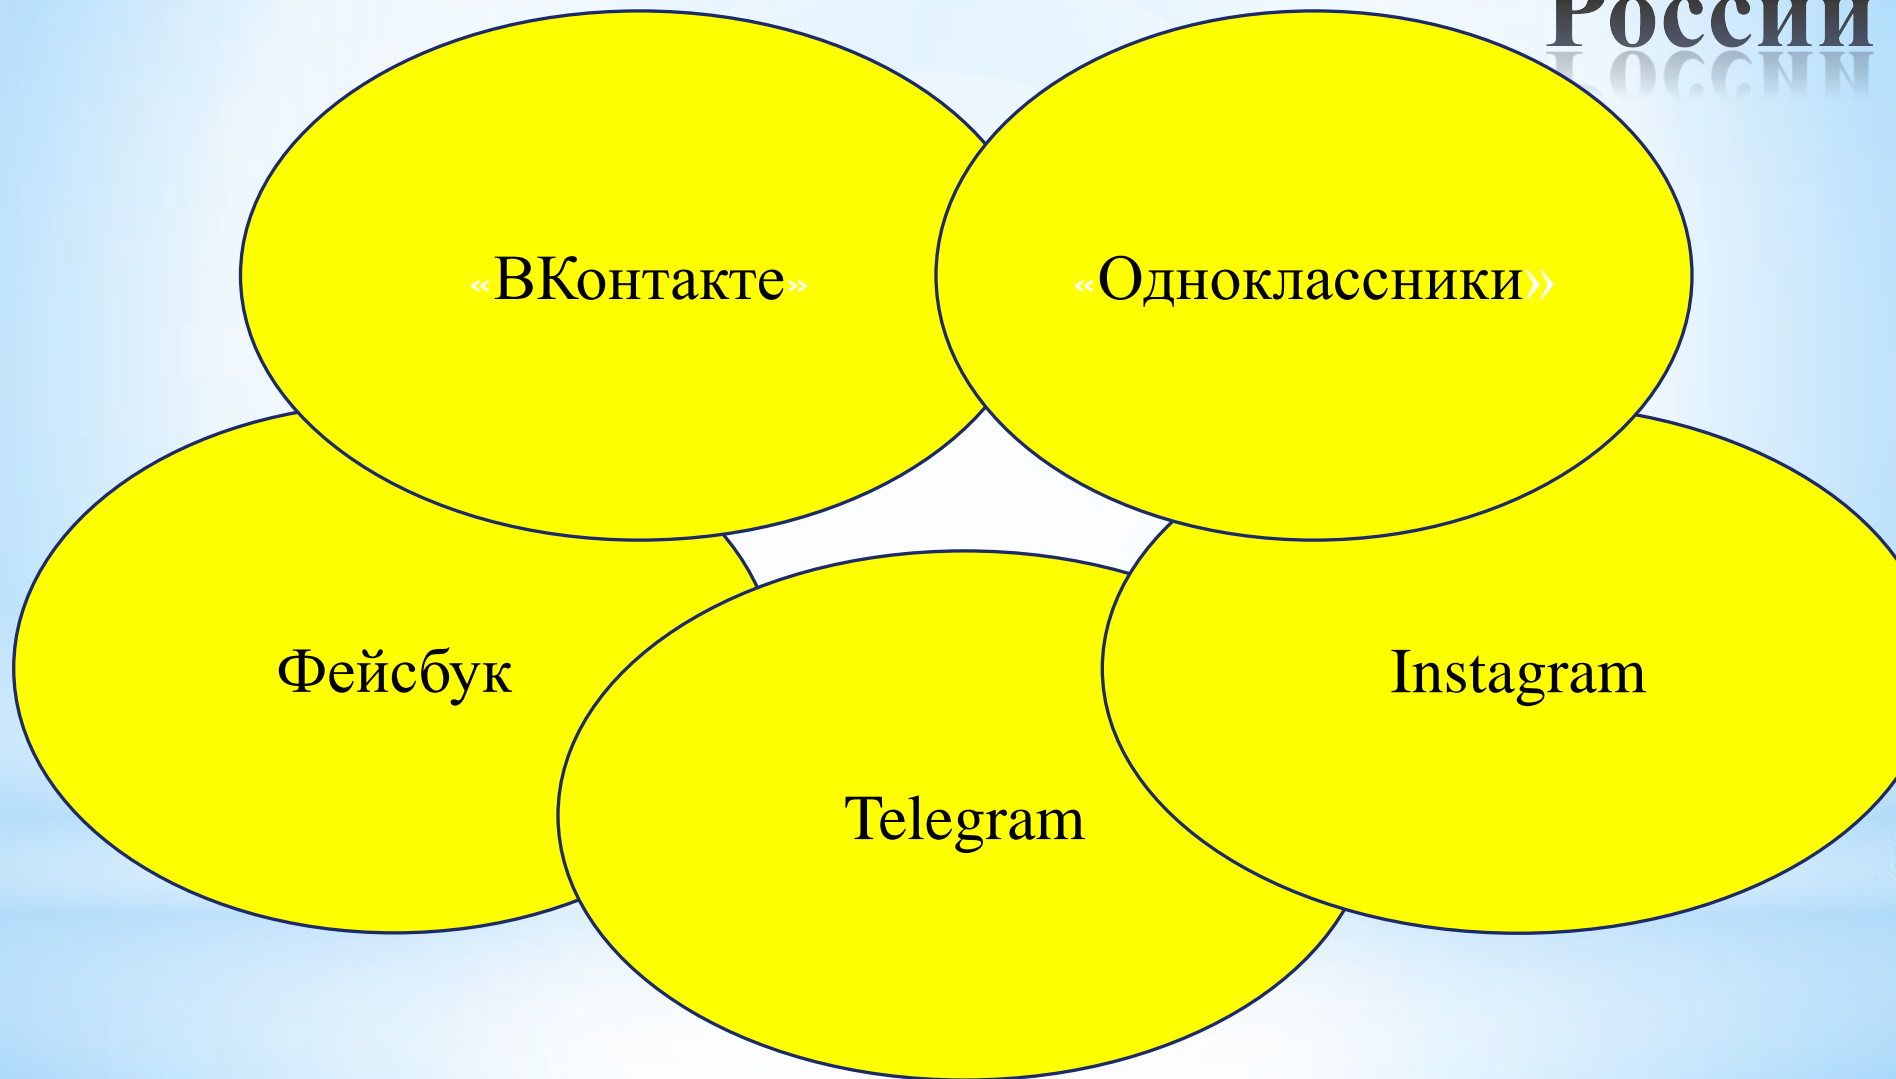 России
«ВКонтакте»
«Одноклассники»
Фейсбук
Instagram
Telegram